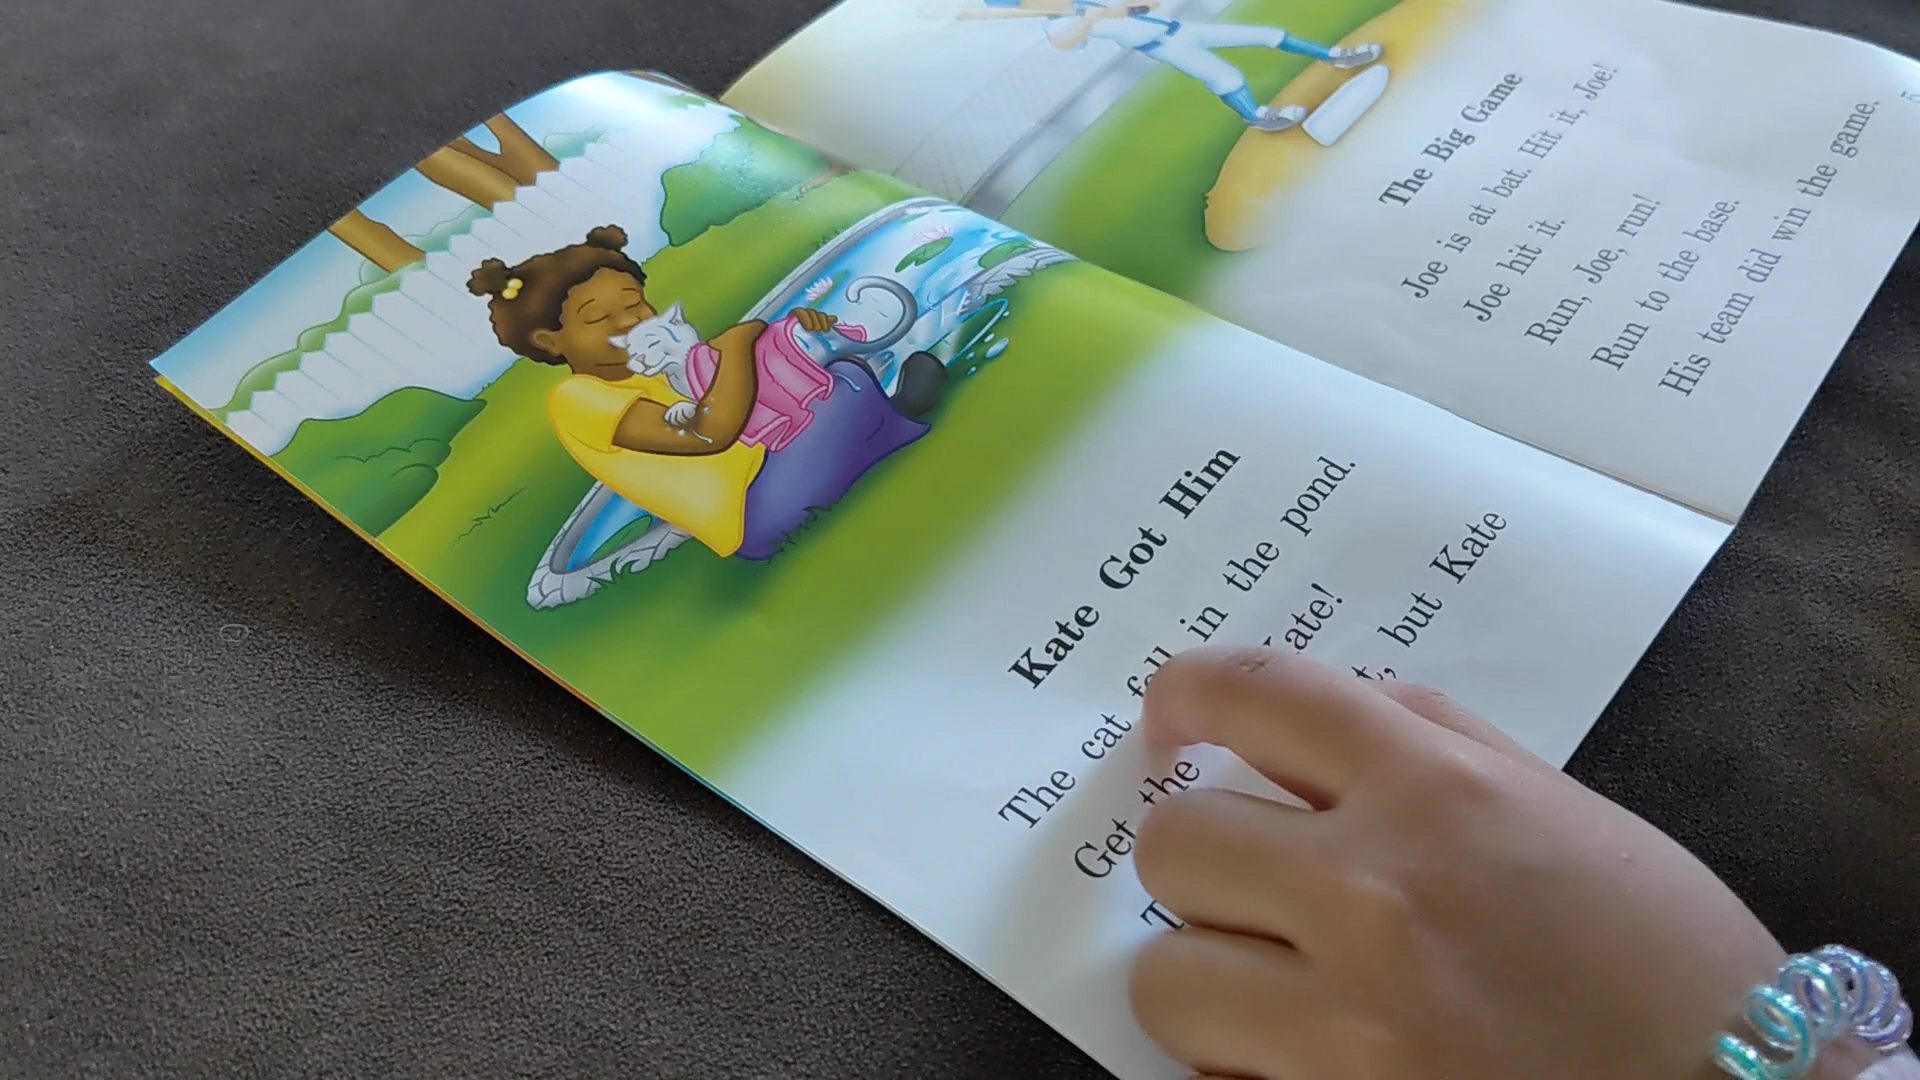 Kate Got Him
The cat fell in the pond.
Get the Kate!
but Kate
The Big Game
Joe is at bat. Hit it, Joe!
Joe hit it.
Run, Joe, run!
Run to the base.
His team did win the game.
5